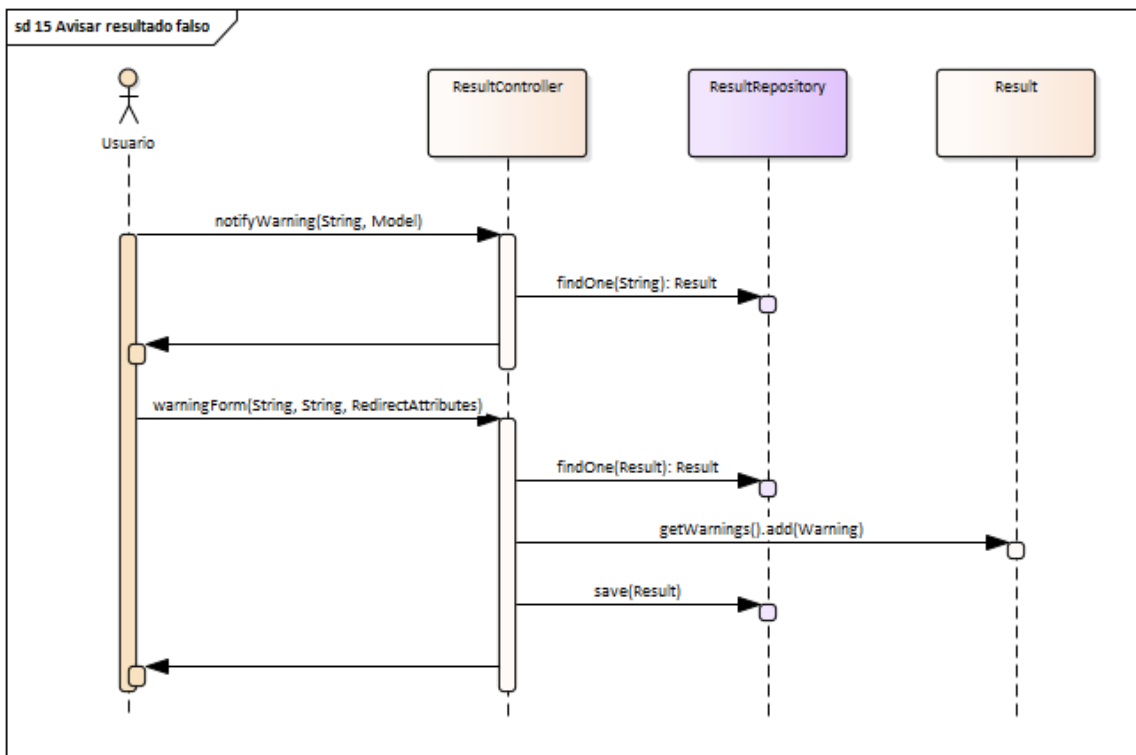 sd 15 Avisar resultado falso
Usuario
ResultController
ResultRepository
Result
notifyWarning(String, Model)
findOne(String): Result
warningForm(String, String, RedirectAttributes)
findOne(Result): Result
getWarnings().add(Warning)
save(Result)